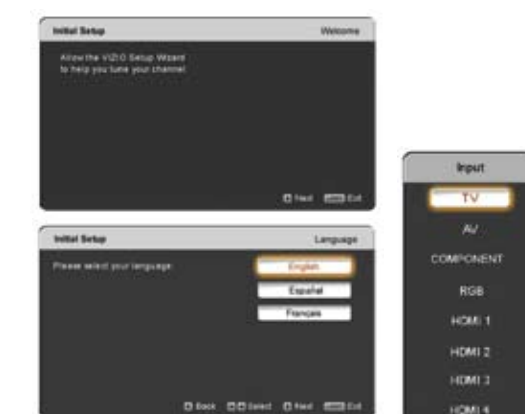 Initial Setup Welcome
Allow the VIZIO Setup Wizard
to help you tune your channel
Next Exit
Initial Setup Language
Please select your language.
English
Español
Français
Back Select Next Exit
Input
TV
AV
COMPONENT
RGB
HDMI 1
HDMI 2
HDMI 3
HDMI 4